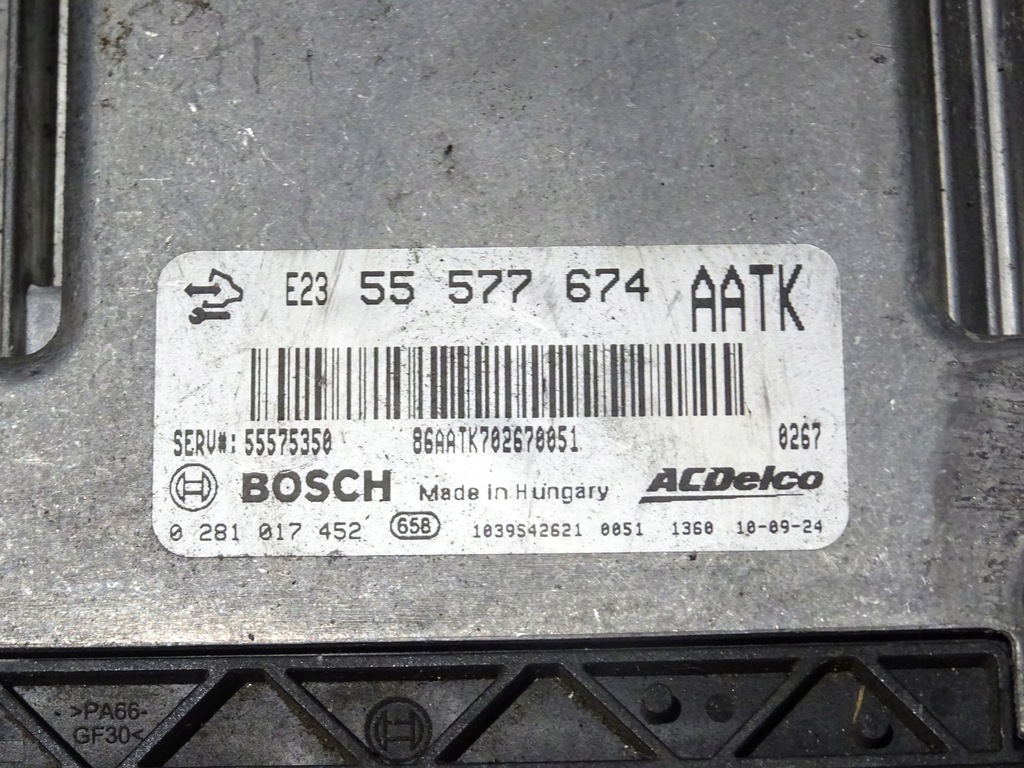 E23 55 577 674 AATK
SERV#: 55575350 86AATK702670051 0267
BOSCH Made in Hungary ACDelco
0 281 017 452 658 1039S42621 0051 1360 10-09-24
>PA66-
GF30<